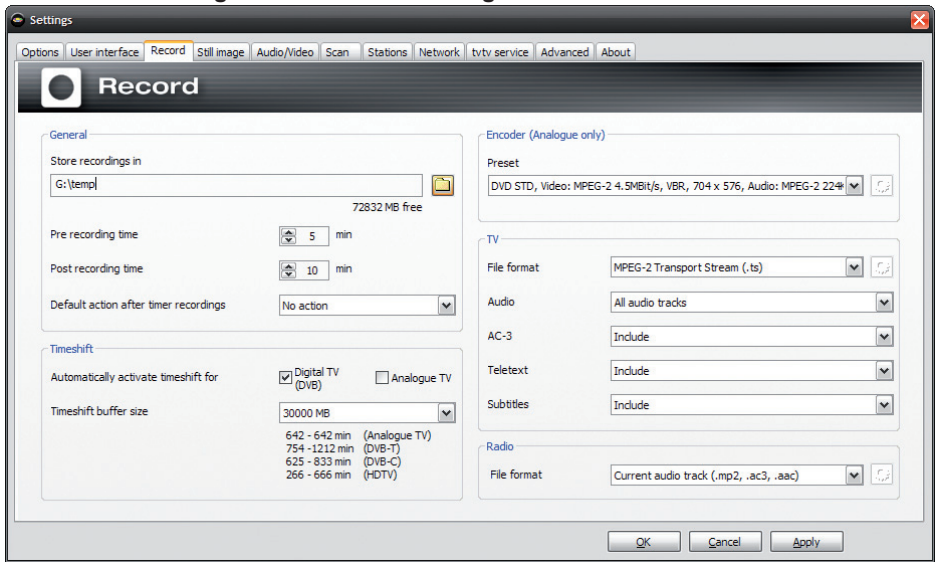 Settings
Options User interface Record Still image Audio/Video Scan Stations Network tvtv service Advanced About
Record
General
Store recordings in
G:\temp
72832 MB free
Pre recording time 5 min
Post recording time 10 min
Default action after timer recordings No action
Timeshift
Automatically activate timeshift for Digital TV (DVB) Analogue TV
Timeshift buffer size 30000 MB
642 - 642 min (Analogue TV)
754 -1212 min (DVB-T)
625 - 833 min (DVB-C)
266 - 666 min (HDTV)
Encoder (Analogue only)
Preset
DVD STD, Video: MPEG-2 4.5MBit/s, VBR, 704 x 576, Audio: MPEG-2 224
TV
File format MPEG-2 Transport Stream (.ts)
Audio All audio tracks
AC-3 Include
Teletext Include
Subtitles Include
Radio
File format Current audio track (.mp2, .ac3, .aac)
OK Cancel Apply